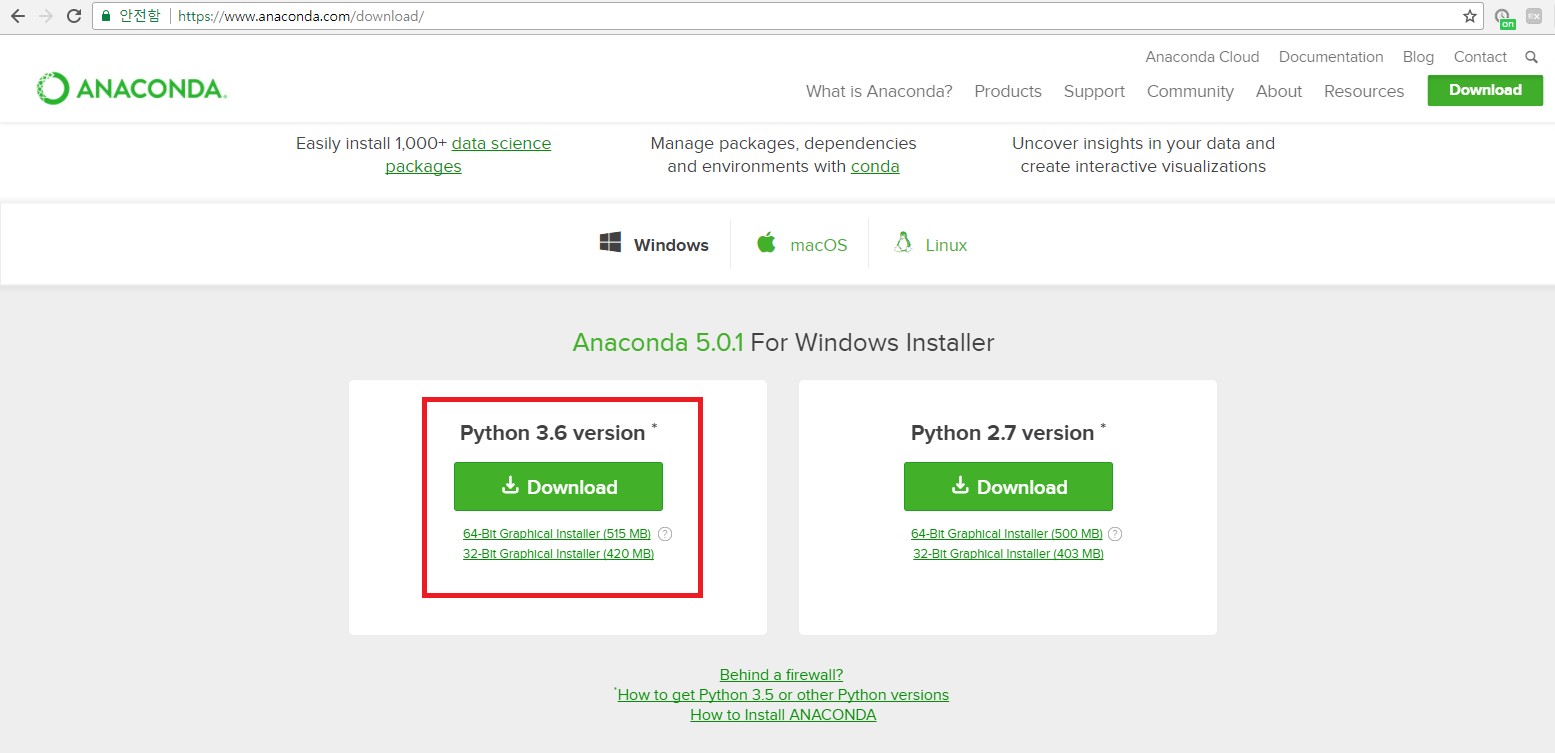 안전함 https://www.anaconda.com/download/
on
Anaconda Cloud Documentation Blog Contact
ANACONDA.
What is Anaconda? Products Support Community About Resources Download
Easily install 1,000+ data science
packages
Manage packages, dependencies
and environments with conda
Uncover insights in your data and
create interactive visualizations
Windows macOS Linux
Anaconda 5.0.1 For Windows Installer
Python 3.6 version *
Download
64-Bit Graphical Installer (515 MB) ?
32-Bit Graphical Installer (420 MB)
Python 2.7 version *
Download
64-Bit Graphical Installer (500 MB) ?
32-Bit Graphical Installer (403 MB)
Behind a firewall?
*How to get Python 3.5 or other Python versions
How to Install ANACONDA